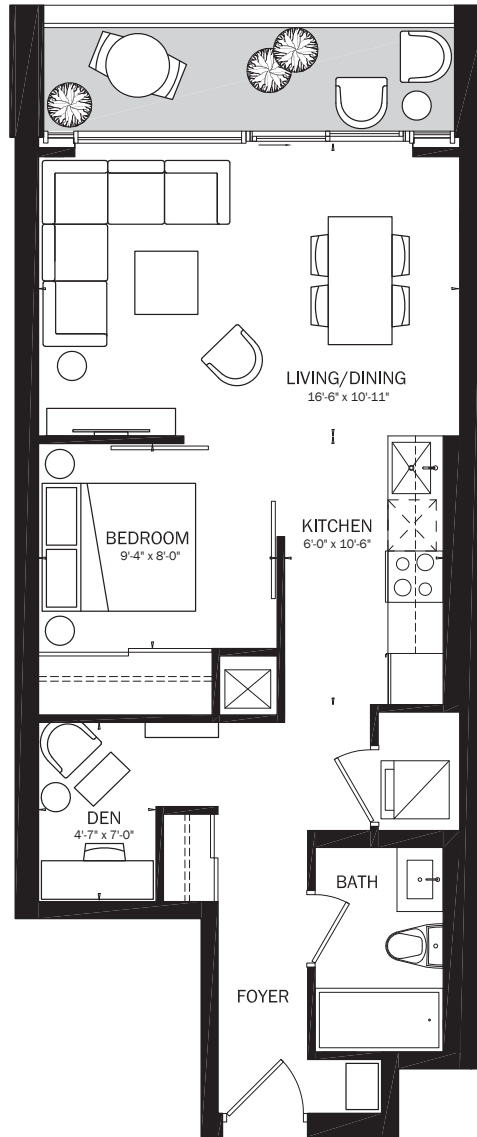 LIVING/DINING
16'-6" x 10'-11"
BEDROOM
9'-4" x 8'-0"
KITCHEN
6'-0" x 10'-6"
DEN
4'-7" x 7'-0"
BATH
FOYER